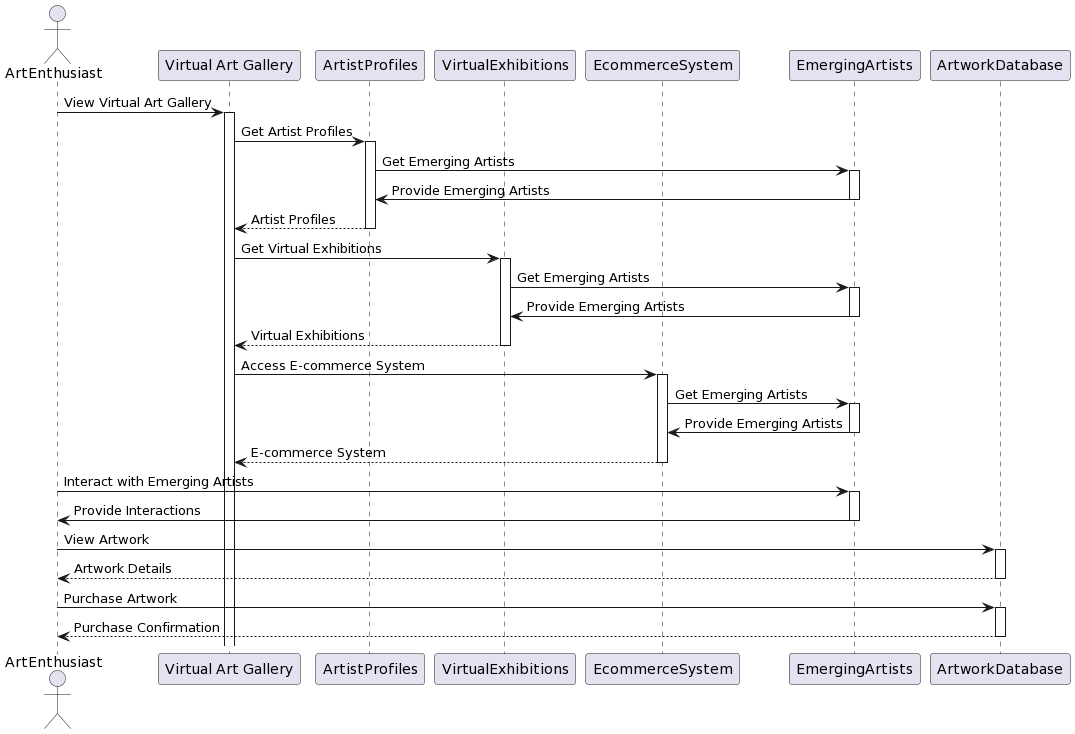 ArtEnthusiast
Virtual Art Gallery
ArtistProfiles
VirtualExhibitions
EcommerceSystem
EmergingArtists
ArtworkDatabase
View Virtual Art Gallery
Get Artist Profiles
Get Emerging Artists
Provide Emerging Artists
Artist Profiles
Get Virtual Exhibitions
Get Emerging Artists
Provide Emerging Artists
Virtual Exhibitions
Access E-commerce System
Get Emerging Artists
Provide Emerging Artists
E-commerce System
Interact with Emerging Artists
Provide Interactions
View Artwork
Artwork Details
Purchase Artwork
Purchase Confirmation
ArtEnthusiast
Virtual Art Gallery
ArtistProfiles
VirtualExhibitions
EcommerceSystem
EmergingArtists
ArtworkDatabase